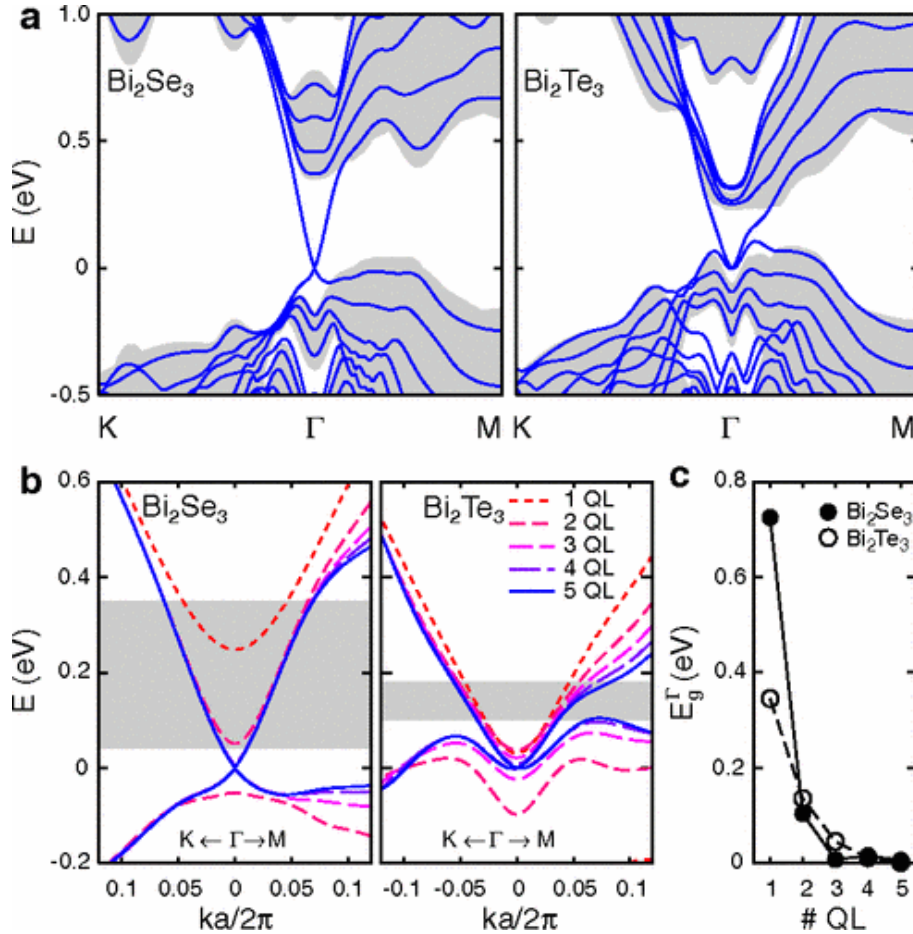 a
Bi₂Se₃
Bi₂Te₃
E (eV)
1.0
0.5
0
-0.5
K Γ M K Γ M
b
Bi₂Se₃
E (eV)
0.6
0.4
0.2
0
-0.2
K ← Γ → M
0.1 0.05 0 0.05 0.1
ka/2π
Bi₂Te₃
1 QL
2 QL
3 QL
4 QL
5 QL
K ← Γ → M
-0.1 -0.05 0 0.05 0.1
ka/2π
c
Bi₂Se₃
Bi₂Te₃
E_g^Γ (eV)
0.8
0.6
0.4
0.2
0
1 2 3 4 5
# QL